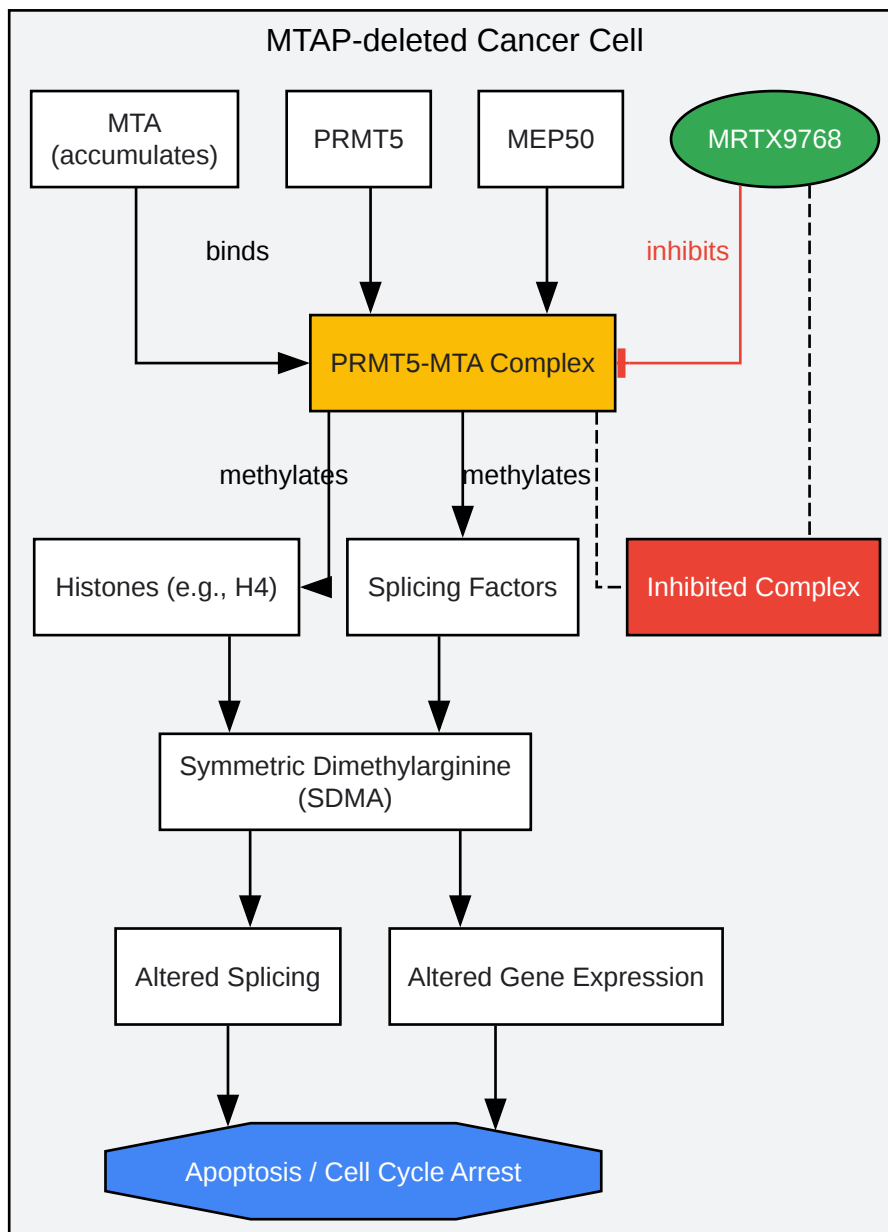 MTAP-deleted Cancer Cell
MTA
(accumulates)
PRMT5
MEP50
MRTX9768
binds
inhibits
PRMT5-MTA Complex
methylates
methylates
Histones (e.g., H4)
Splicing Factors
Inhibited Complex
Symmetric Dimethylarginine
(SDMA)
Altered Splicing
Altered Gene Expression
Apoptosis / Cell Cycle Arrest